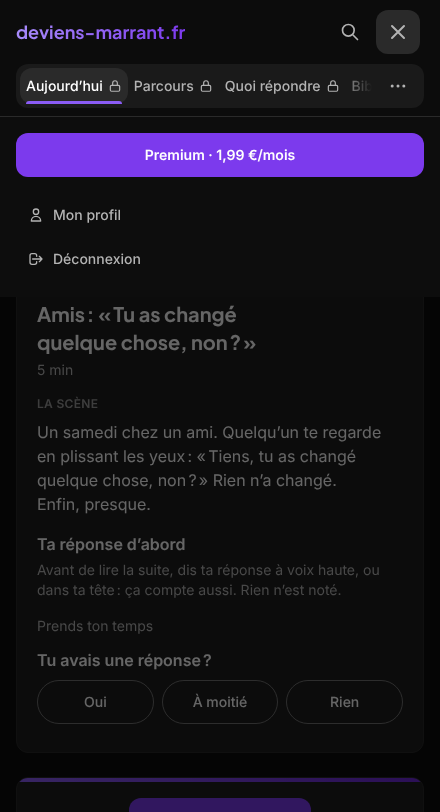 deviens-marrant.fr
Aujourd’hui Parcours Quoi répondre Bib
Premium · 1,99 €/mois
Mon profil
Déconnexion
Amis : « Tu as changé
quelque chose, non ? »
5 min
LA SCÈNE
Un samedi chez un ami. Quelqu’un te regarde
en plissant les yeux : « Tiens, tu as changé
quelque chose, non ? » Rien n’a changé.
Enfin, presque.
Ta réponse d’abord
Avant de lire la suite, dis ta réponse à voix haute, ou
dans ta tête : ça compte aussi. Rien n’est noté.
Prends ton temps
Tu avais une réponse ?
Oui À moitié Rien